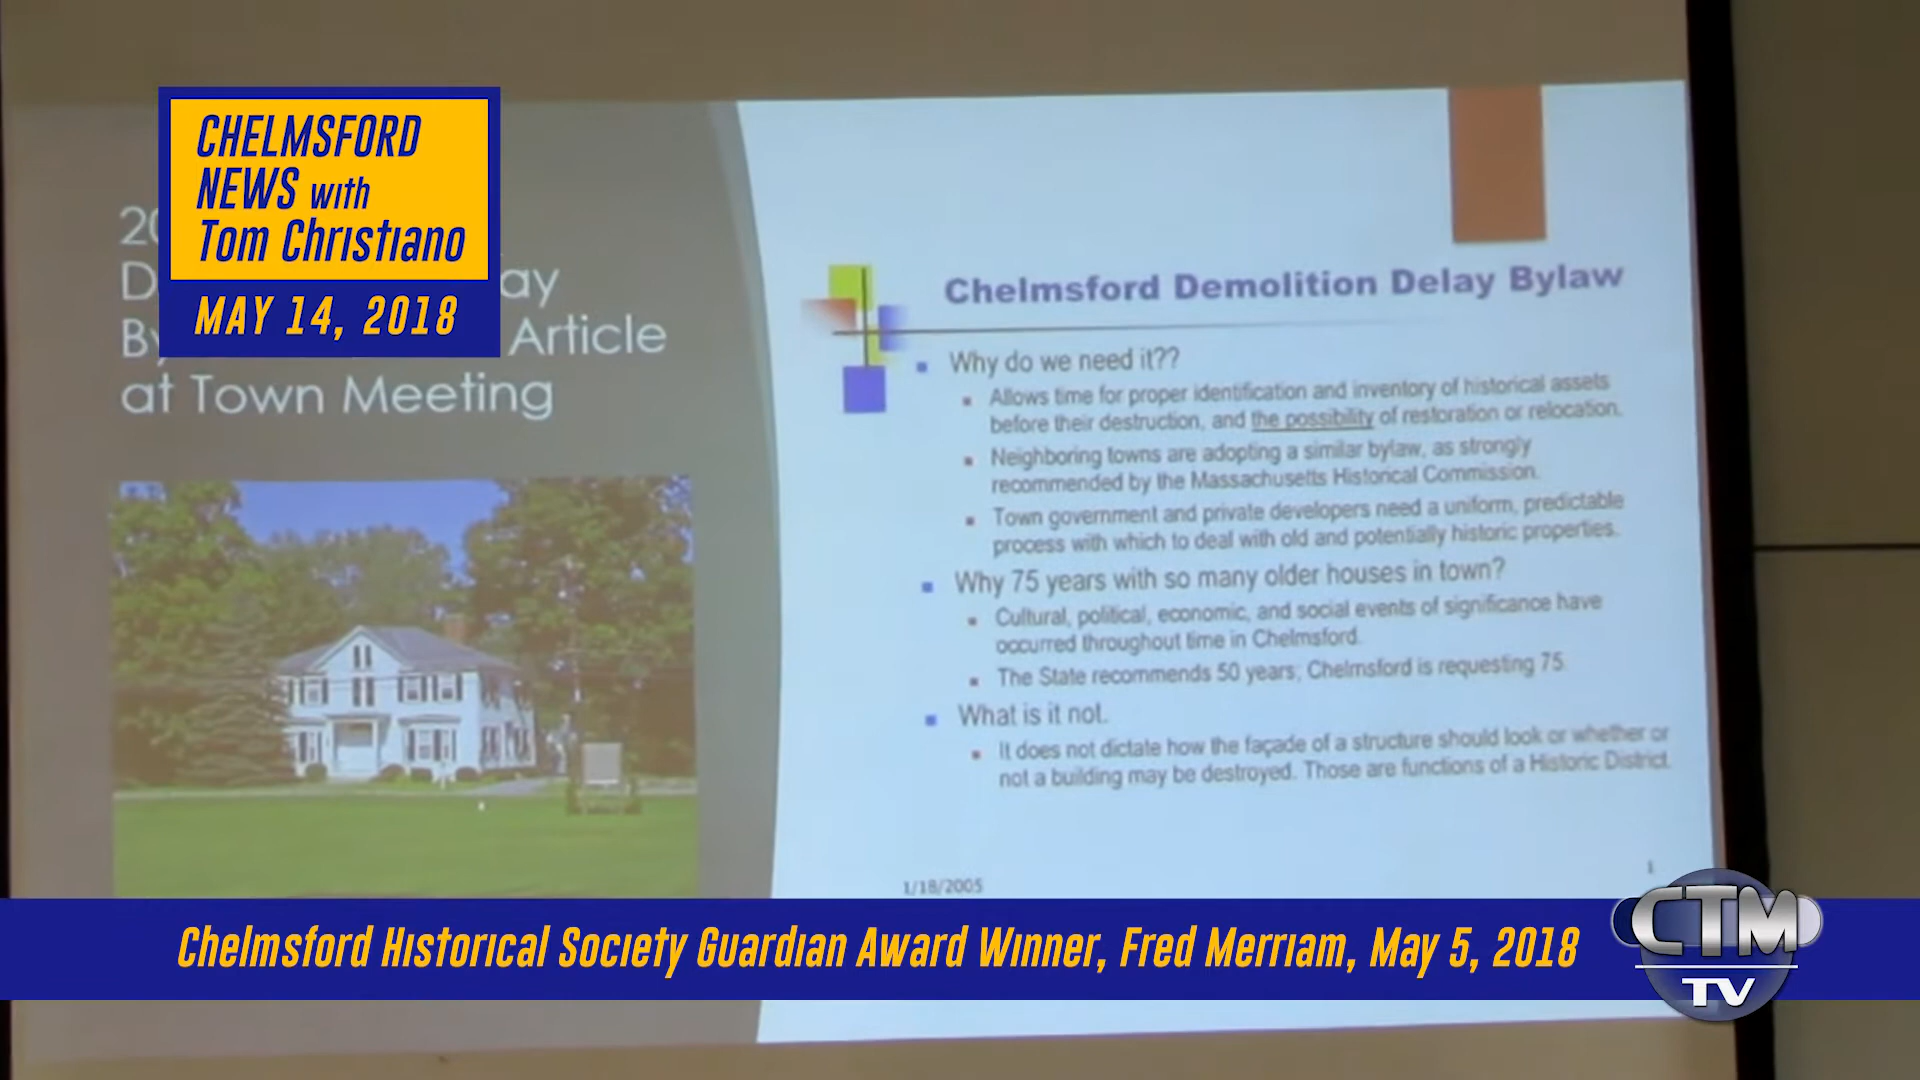 CHELMSFORD
NEWS with
Tom Christiano
MAY 14, 2018
ay
Article
at Town Meeting
Chelmsford Demolition Delay Bylaw
Why do we need it??
Allows time for proper identification and inventory of historical assets
before their destruction, and the possibility of restoration or relocation.
Neighboring towns are adopting a similar bylaw, as strongly
recommended by the Massachusetts Historical Commission.
Town government and private developers need a uniform, predictable
process with which to deal with old and potentially historic properties.
Why 75 years with so many older houses in town?
Cultural, political, economic, and social events of significance have
occurred throughout time in Chelmsford.
The State recommends 50 years; Chelmsford is requesting 75
What is it not.
It does not dictate how the façade of a structure should look or whether or
not a building may be destroyed. Those are functions of a Historic District.
1/18/2005
1
Chelmsford Historical Society Guardian Award Winner, Fred Merriam, May 5, 2018
CTM
TV